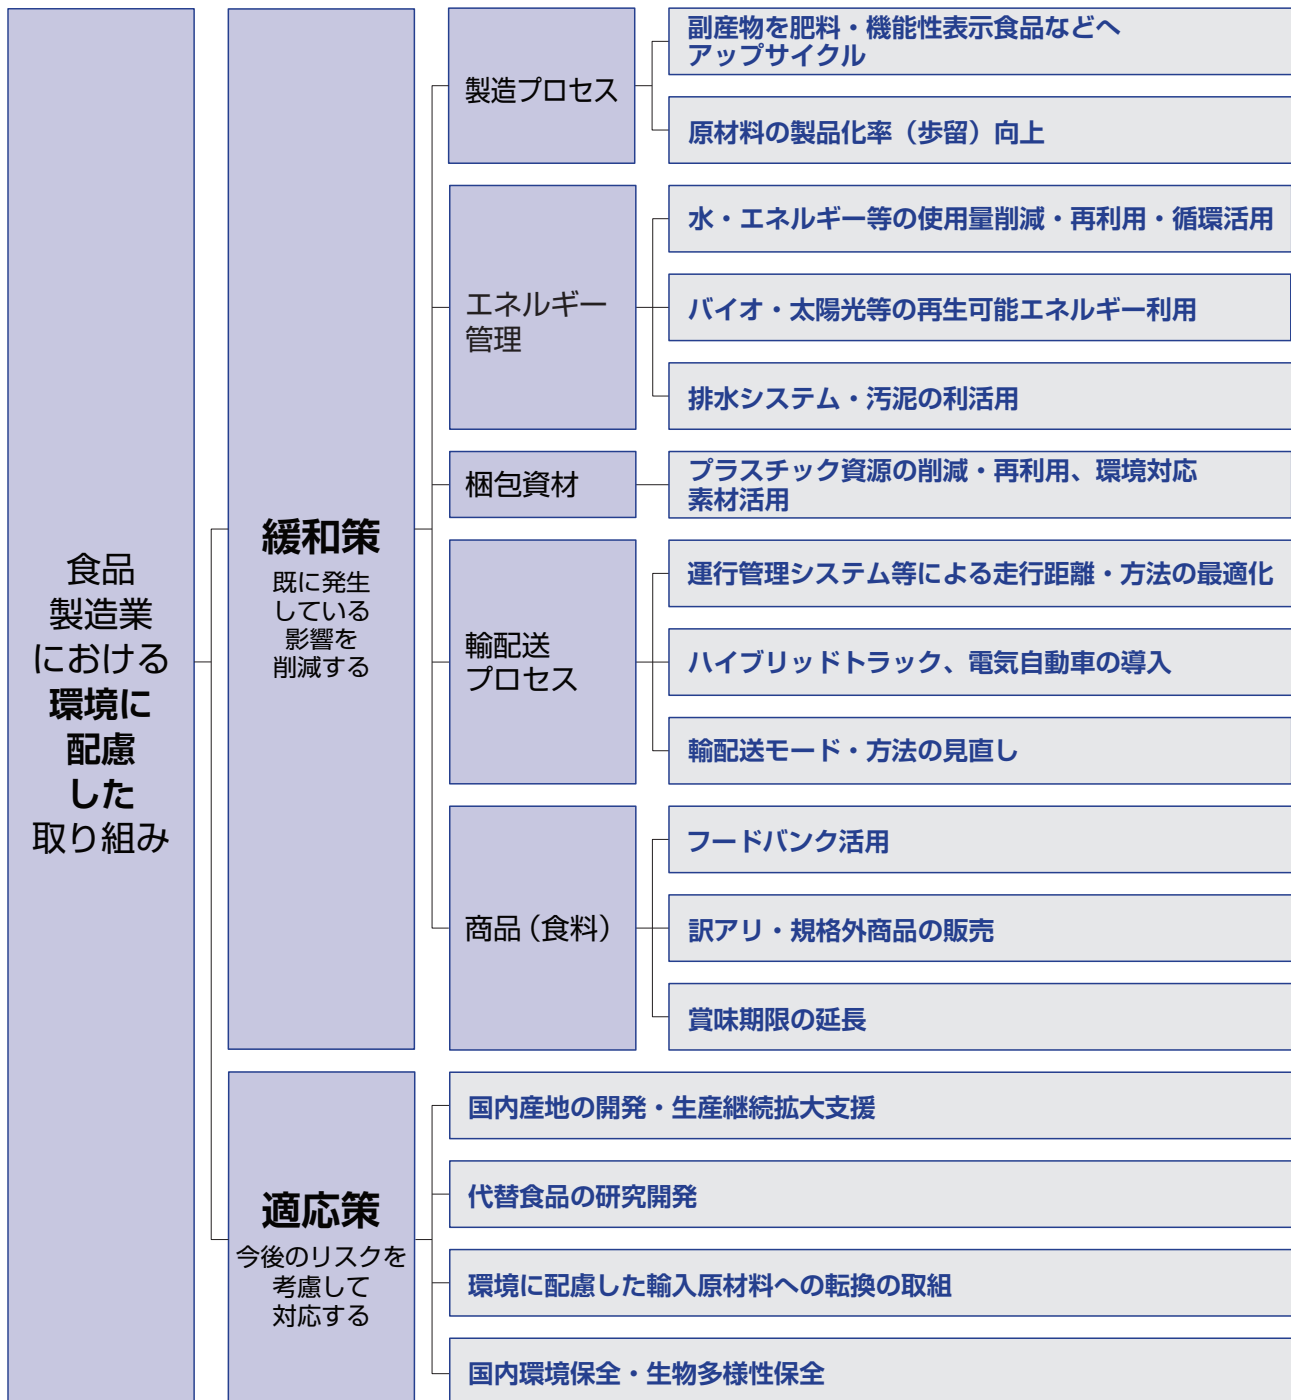 食品
製造業
における
環境に
配慮
した
取り組み
緩和策
既に発生
している
影響を
削減する
製造プロセス
副産物を肥料・機能性表示食品などへ
アップサイクル
原材料の製品化率（歩留）向上
エネルギー
管理
水・エネルギー等の使用量削減・再利用・循環活用
バイオ・太陽光等の再生可能エネルギー利用
排水システム・汚泥の利活用
梱包資材
プラスチック資源の削減・再利用、環境対応
素材活用
輸配送
プロセス
運行管理システム等による走行距離・方法の最適化
ハイブリッドトラック、電気自動車の導入
輸配送モード・方法の見直し
商品（食料）
フードバンク活用
訳アリ・規格外商品の販売
賞味期限の延長
適応策
今後のリスクを
考慮して
対応する
国内産地の開発・生産継続拡大支援
代替食品の研究開発
環境に配慮した輸入原材料への転換の取組
国内環境保全・生物多様性保全